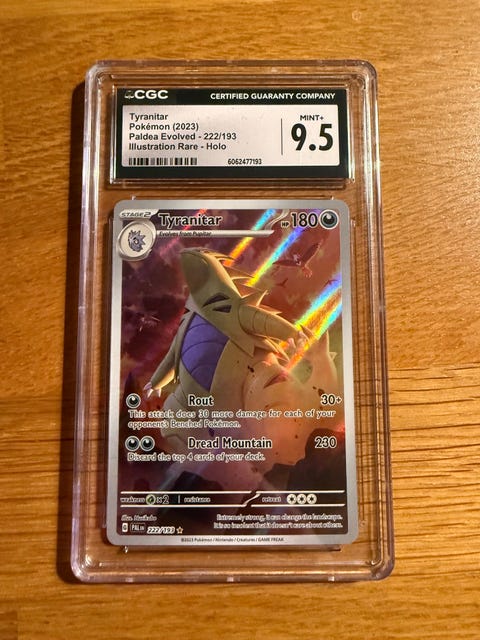 CGC CERTIFIED GUARANTY COMPANY
Tyranitar
Pokémon (2023)
Paldea Evolved - 222/193
Illustration Rare - Holo
6062477193
MINT+
9.5
STAGE2 Tyranitar HP 180
Evolves from Pupitar
Rout 30+
This attack does 30 more damage for each of your
opponent's Benched Pokémon.
Dread Mountain 230
Discard the top 4 cards of your deck.
weakness ×2 resistance retreat
Illus.
Extremely strong, it can change the landscape.
It is so insolent that it doesn't care about others.
PAL EN 222/193
©2023 Pokémon / Nintendo / Creatures / GAME FREAK